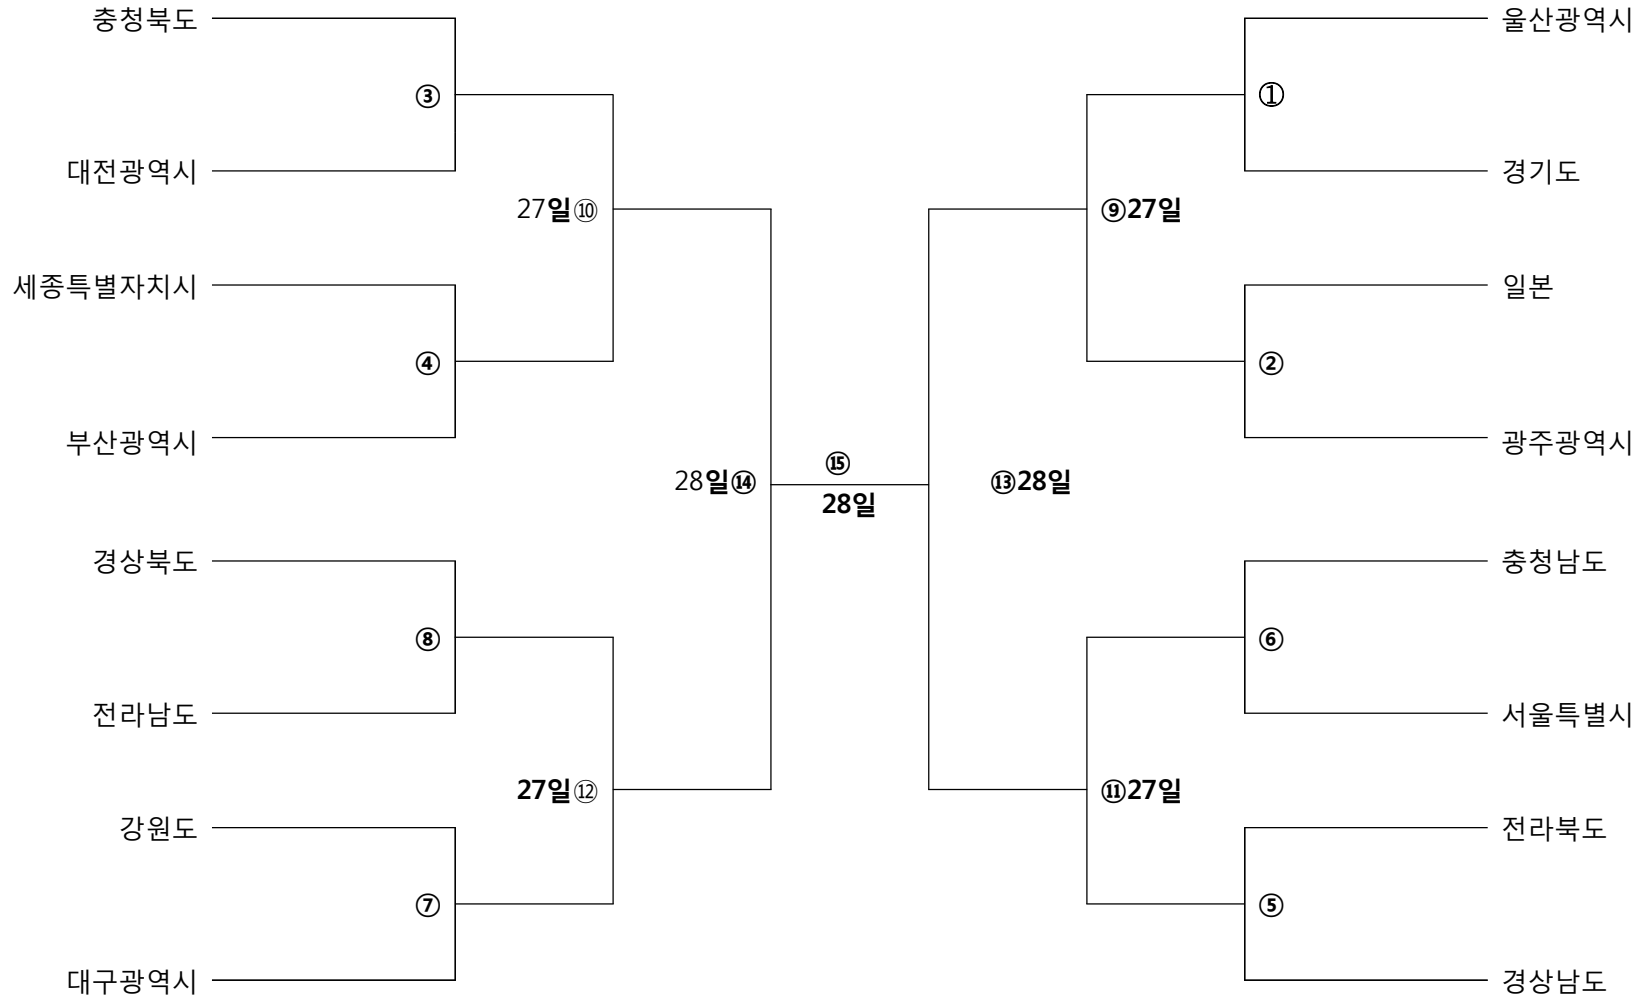 충청북도
울산광역시
③
①
대전광역시
경기도
27일⑩
⑨27일
세종특별자치시
일본
④
②
부산광역시
광주광역시
28일⑭
⑮
28일
⑬28일
경상북도
충청남도
⑧
⑥
전라남도
서울특별시
27일⑫
⑪27일
강원도
전라북도
⑦
⑤
대구광역시
경상남도